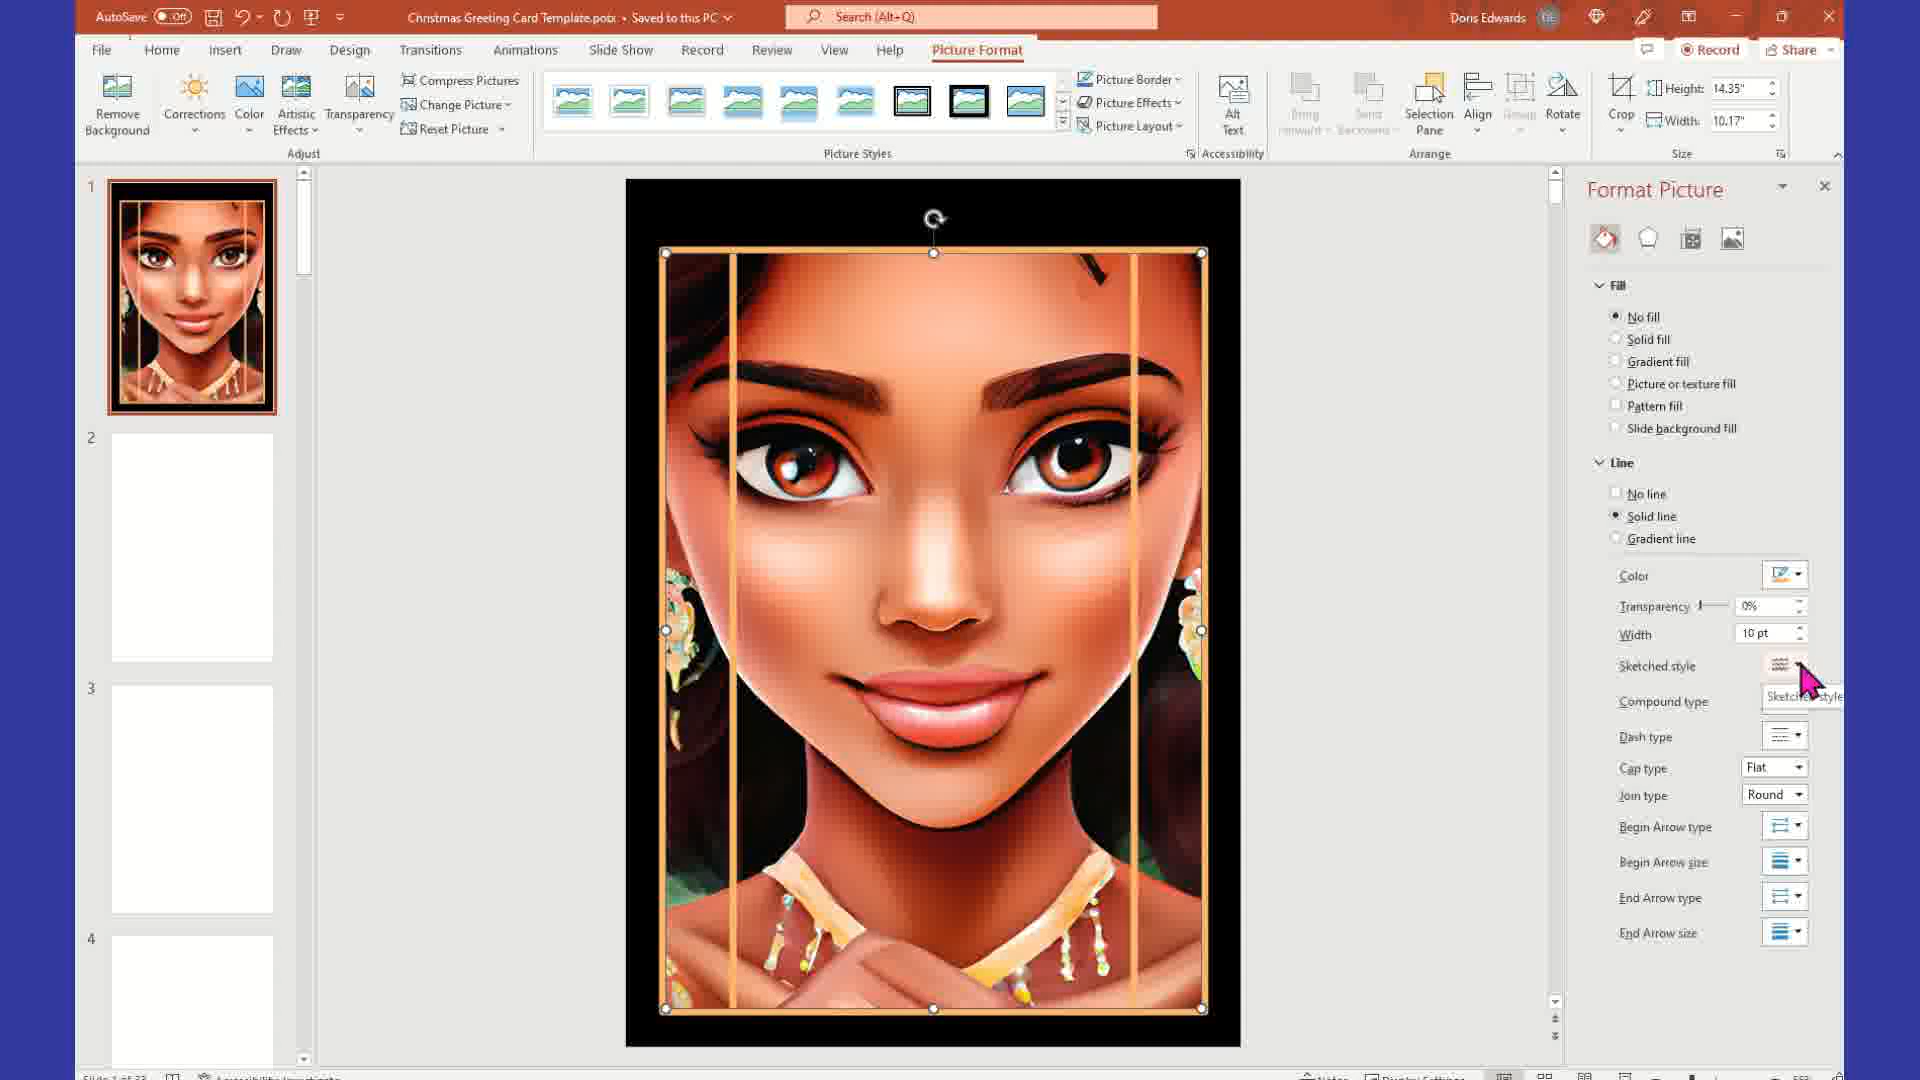 AutoSave Off
Christmas Greeting Card Template.potx • Saved to this PC
Search (Alt+Q)
Doris Edwards DE
File Home Insert Draw Design Transitions Animations Slide Show Record Review View Help Picture Format
Record Share
Remove Background
Corrections
Color
Artistic Effects
Transparency
Compress Pictures
Change Picture
Reset Picture
Adjust
Picture Styles
Picture Border
Picture Effects
Picture Layout
Alt Text
Accessibility
Bring Forward
Send Backward
Selection Pane
Align
Group
Rotate
Arrange
Crop
Height: 14.35"
Width: 10.17"
Size
1
2
3
4
Format Picture
Fill
No fill
Solid fill
Gradient fill
Picture or texture fill
Pattern fill
Slide background fill
Line
No line
Solid line
Gradient line
Color
Transparency 0%
Width 10 pt
Sketched style
Compound type
Dash type
Cap type Flat
Join type Round
Begin Arrow type
Begin Arrow size
End Arrow type
End Arrow size
Slide 1 of 33